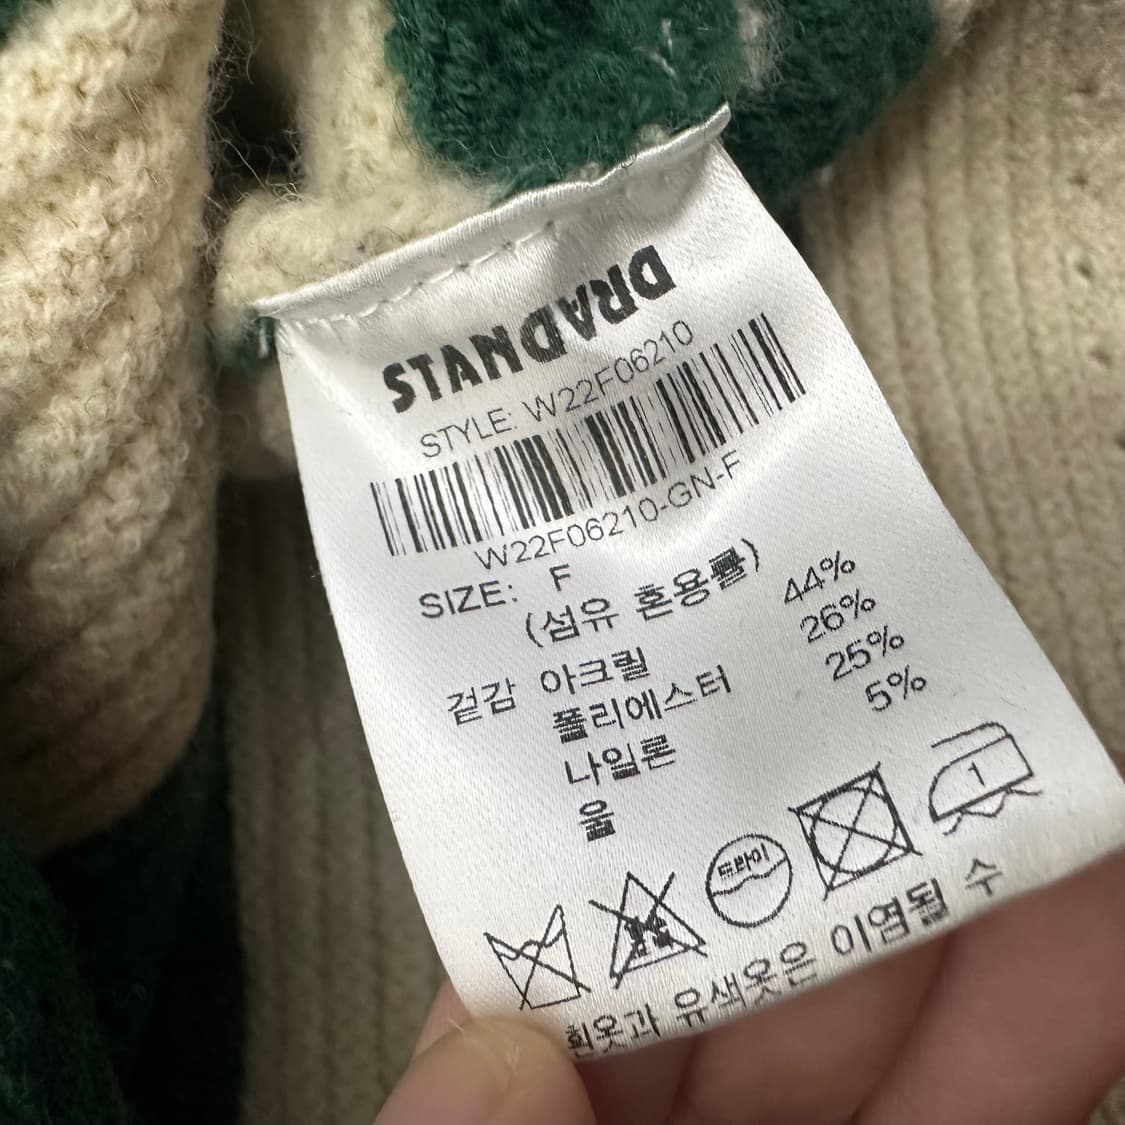 STANDARD
STYLE: W22F06210
W22F06210-GN-F
SIZE: F
(섬유 혼용률)
겉감 아크릴 44%
폴리에스터 26%
나일론 25%
울 5%
드라이
1
흰옷과 유색옷은 이염될 수